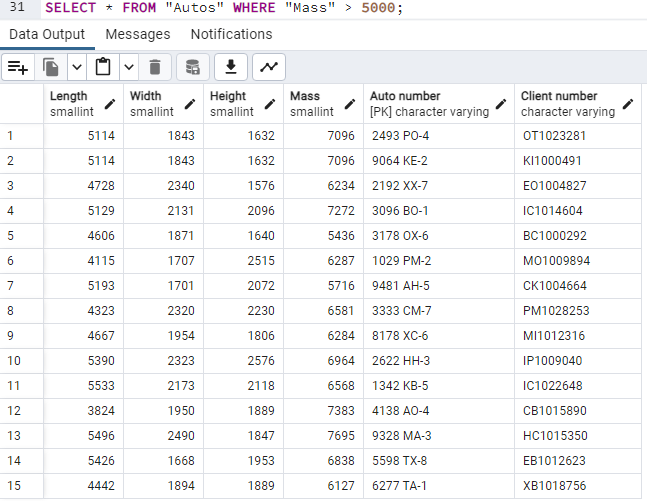 31 SELECT * FROM "Autos" WHERE "Mass" > 5000;
Data Output Messages Notifications
Length Width Height Mass Auto number Client number
smallint smallint smallint smallint [PK] character varying character varying
1 5114 1843 1632 7096 2493 PO-4 OT1023281
2 5114 1843 1632 7096 9064 KE-2 KI1000491
3 4728 2340 1576 6234 2192 XX-7 EO1004827
4 5129 2131 2096 7272 3096 BO-1 IC1014604
5 4606 1871 1640 5436 3178 OX-6 BC1000292
6 4115 1707 2515 6287 1029 PM-2 MO1009894
7 5193 1701 2072 5716 9481 AH-5 CK1004664
8 4323 2320 2230 6581 3333 CM-7 PM1028253
9 4667 1954 1806 6284 8178 XC-6 MI1012316
10 5390 2323 2576 6964 2622 HH-3 IP1009040
11 5533 2173 2118 6568 1342 KB-5 IC1022648
12 3824 1950 1889 7383 4138 AO-4 CB1015890
13 5496 2490 1847 7695 9328 MA-3 HC1015350
14 5426 1668 1953 6838 5598 TX-8 EB1012623
15 4442 1894 1889 6127 6277 TA-1 XB1018756